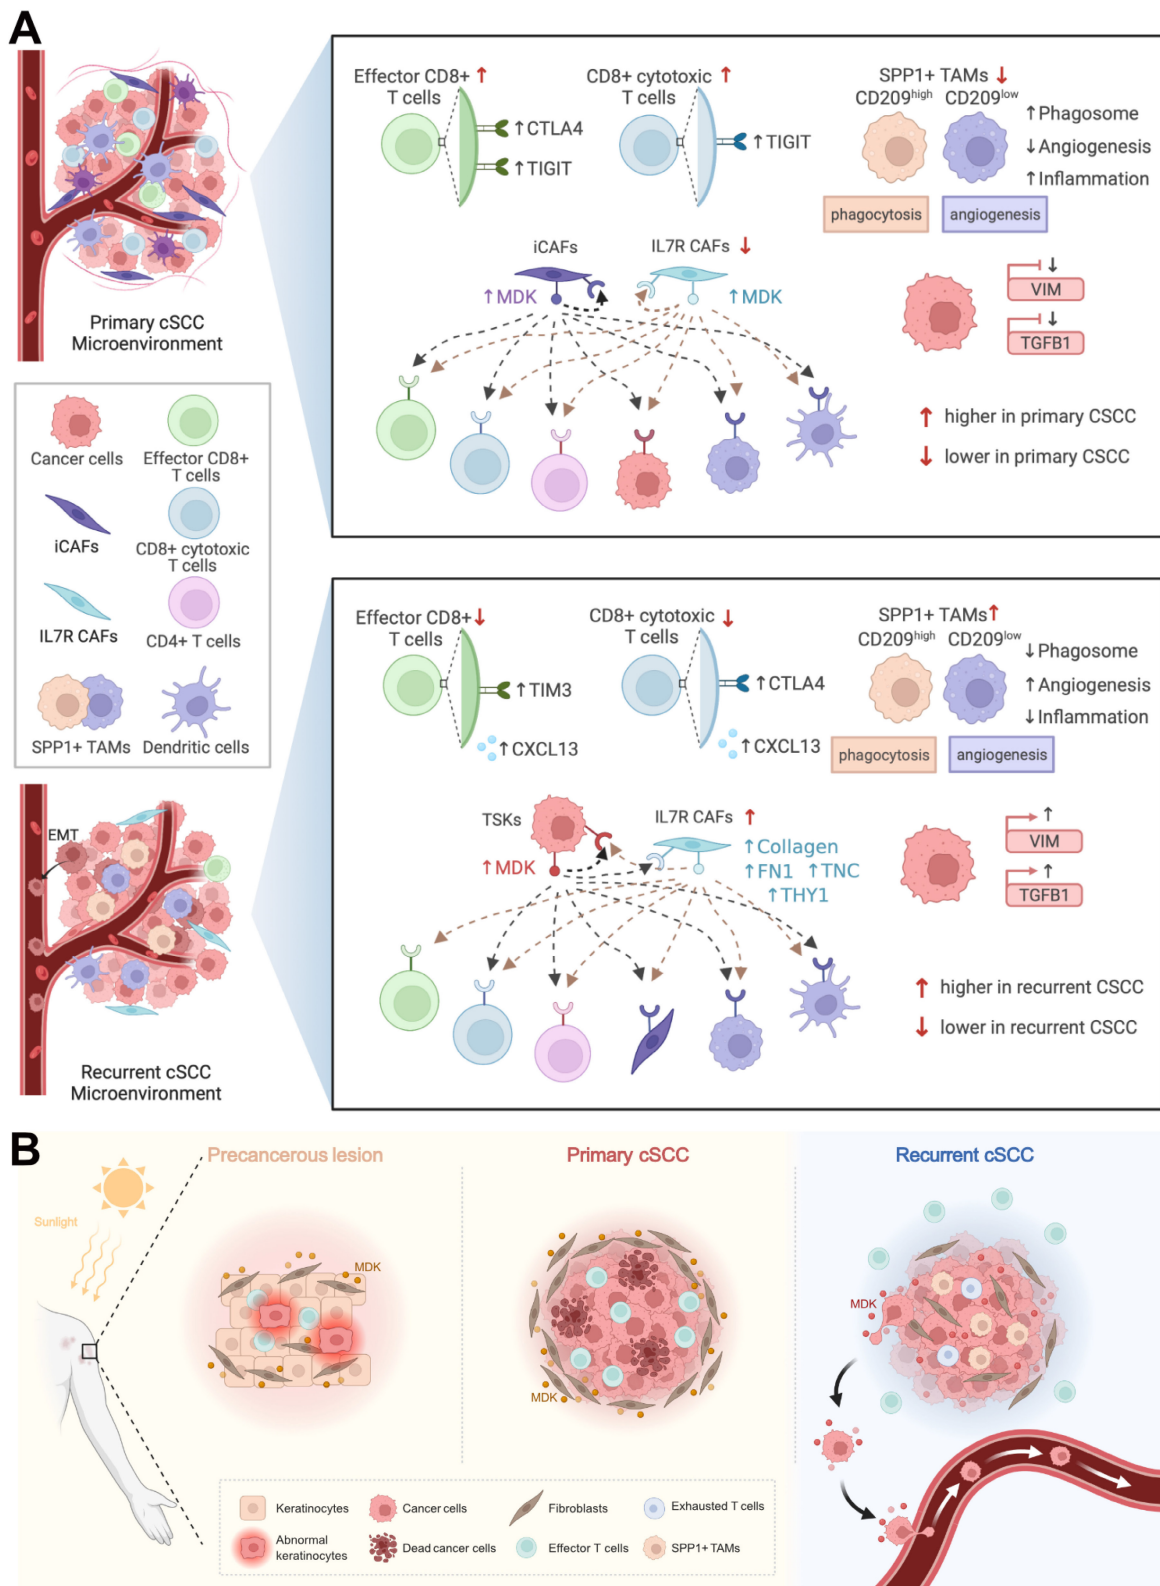 A
Effector CD8+ ↑
T cells
↑CTLA4
↑TIGIT
CD8+ cytotoxic ↑
T cells
↑TIGIT
SPP1+ TAMs ↓
CD209high CD209low
↑Phagosome
↓Angiogenesis
↑Inflammation
phagocytosis
angiogenesis
iCAFs
↑MDK
IL7R CAFs ↓
↑MDK
↓
VIM
↓
TGFB1
↑ higher in primary CSCC
↓ lower in primary CSCC
Primary cSCC
Microenvironment
Cancer cells
Effector CD8+
T cells
iCAFs
CD8+ cytotoxic
T cells
IL7R CAFs
CD4+ T cells
SPP1+ TAMs
Dendritic cells
EMT
Recurrent cSCC
Microenvironment
Effector CD8+↓
T cells
↑TIM3
↑CXCL13
CD8+ cytotoxic ↓
T cells
↑CTLA4
↑CXCL13
SPP1+ TAMs↑
CD209high CD209low
↓Phagosome
↑Angiogenesis
↓Inflammation
phagocytosis
angiogenesis
TSKs
↑MDK
IL7R CAFs ↑
↑Collagen
↑FN1 ↑TNC
↑THY1
↑
VIM
↑
TGFB1
↑ higher in recurrent CSCC
↓ lower in recurrent CSCC
B
Sunlight
Precancerous lesion
MDK
Primary cSCC
MDK
Recurrent cSCC
MDK
Keratinocytes
Cancer cells
Fibroblasts
Exhausted T cells
Abnormal
keratinocytes
Dead cancer cells
Effector T cells
SPP1+ TAMs